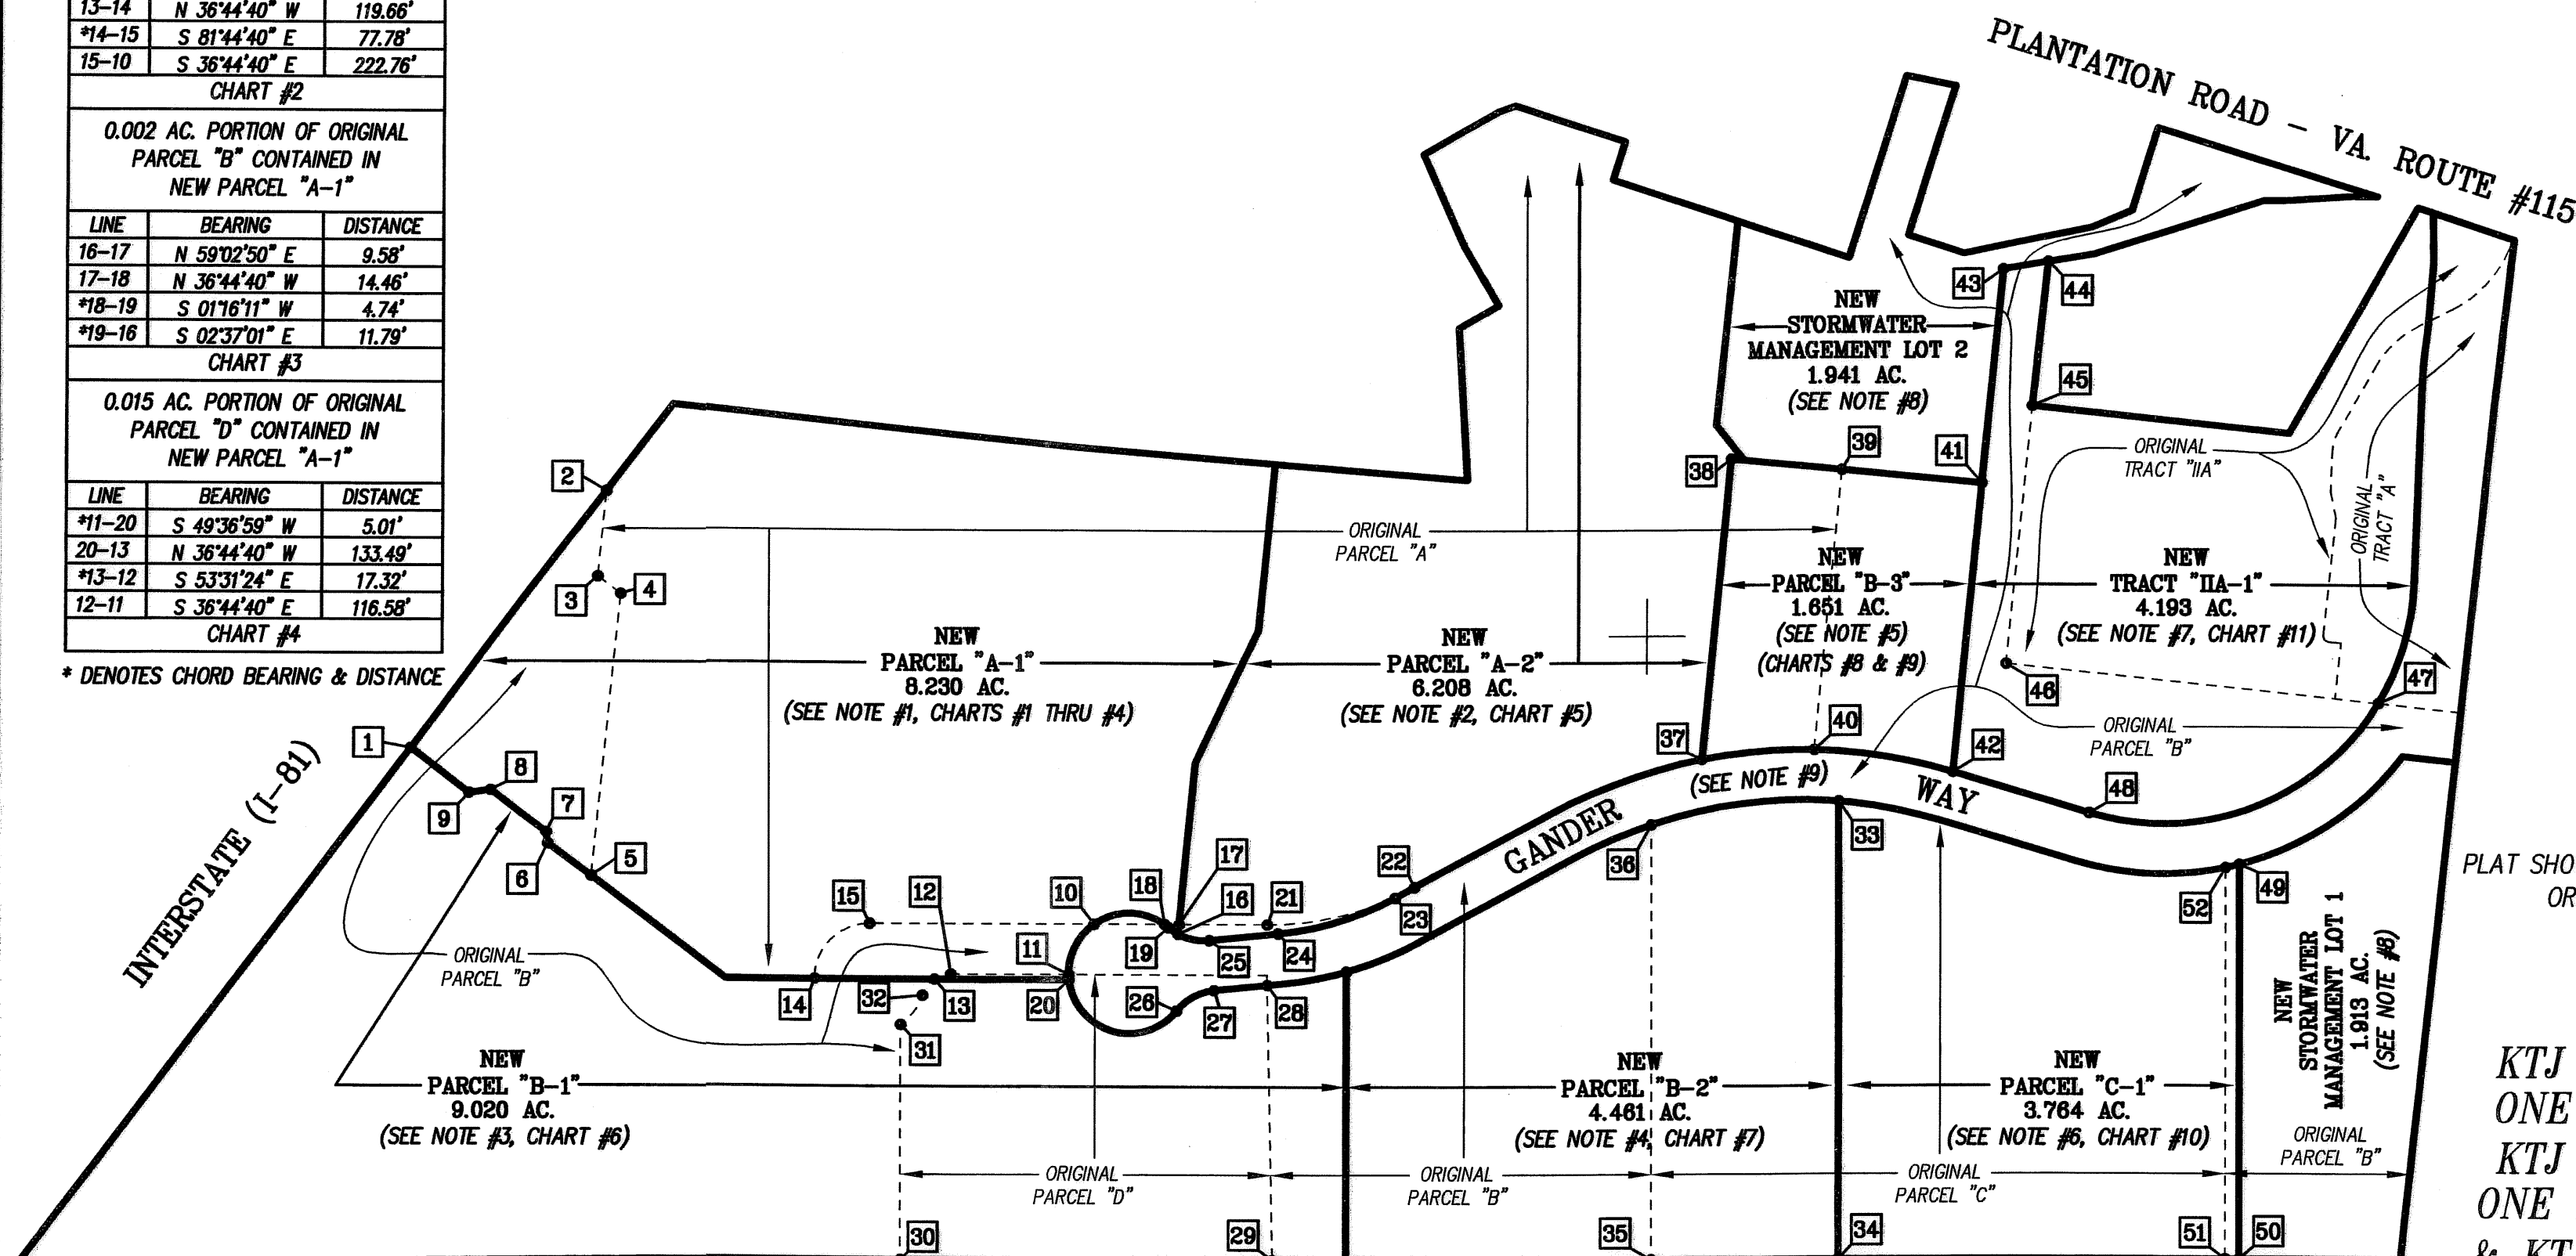 13–14 N 36°44'40" W 119.66'
*14–15 S 81°44'40" E 77.78'
15–10 S 36°44'40" E 222.76'
CHART #2
0.002 AC. PORTION OF ORIGINAL
PARCEL "B" CONTAINED IN
NEW PARCEL "A–1"
LINE BEARING DISTANCE
16–17 N 59°02'50" E 9.58'
17–18 N 36°44'40" W 14.46'
*18–19 S 01°16'11" W 4.74'
*19–16 S 02°37'01" E 11.79'
CHART #3
0.015 AC. PORTION OF ORIGINAL
PARCEL "D" CONTAINED IN
NEW PARCEL "A–1"
LINE BEARING DISTANCE
*11–20 S 49°36'59" W 5.01'
20–13 N 36°44'40" W 133.49'
*13–12 S 53°31'24" E 17.32'
12–11 S 36°44'40" E 116.58'
CHART #4
* DENOTES CHORD BEARING & DISTANCE
PLANTATION ROAD – VA. ROUTE #115
INTERSTATE (I–81)
NEW
STORMWATER
MANAGEMENT LOT 2
1.941 AC.
(SEE NOTE #8)
43
44
45
2
38
39
41
ORIGINAL
TRACT "IIA"
ORIGINAL
TRACT "A"
ORIGINAL
PARCEL "A"
3
4
NEW
PARCEL "A–1"
8.230 AC.
(SEE NOTE #1, CHARTS #1 THRU #4)
NEW
PARCEL "A–2"
6.208 AC.
(SEE NOTE #2, CHART #5)
NEW
PARCEL "B–3"
1.651 AC.
(SEE NOTE #5)
(CHARTS #8 & #9)
NEW
TRACT "IIA–1"
4.193 AC.
(SEE NOTE #7, CHART #11)
46
47
1
8
9
7
6
5
37
40
42
48
ORIGINAL
PARCEL "B"
(SEE NOTE #9)
GANDER WAY
22
23
36
33
52
49
15
12
10
18
17
16
21
11
19
25
24
14
32
13
20
26
27
28
31
ORIGINAL
PARCEL "B"
PLAT SHO
OR
NEW
STORMWATER
MANAGEMENT LOT 1
1.913 AC.
(SEE NOTE #8)
NEW
PARCEL "B–1"
9.020 AC.
(SEE NOTE #3, CHART #6)
NEW
PARCEL "B–2"
4.461 AC.
(SEE NOTE #4, CHART #7)
NEW
PARCEL "C–1"
3.764 AC.
(SEE NOTE #6, CHART #10)
ORIGINAL
PARCEL "D"
ORIGINAL
PARCEL "B"
ORIGINAL
PARCEL "C"
ORIGINAL
PARCEL "B"
30
29
35
34
51
50
KTJ
ONE
KTJ
ONE
& KT